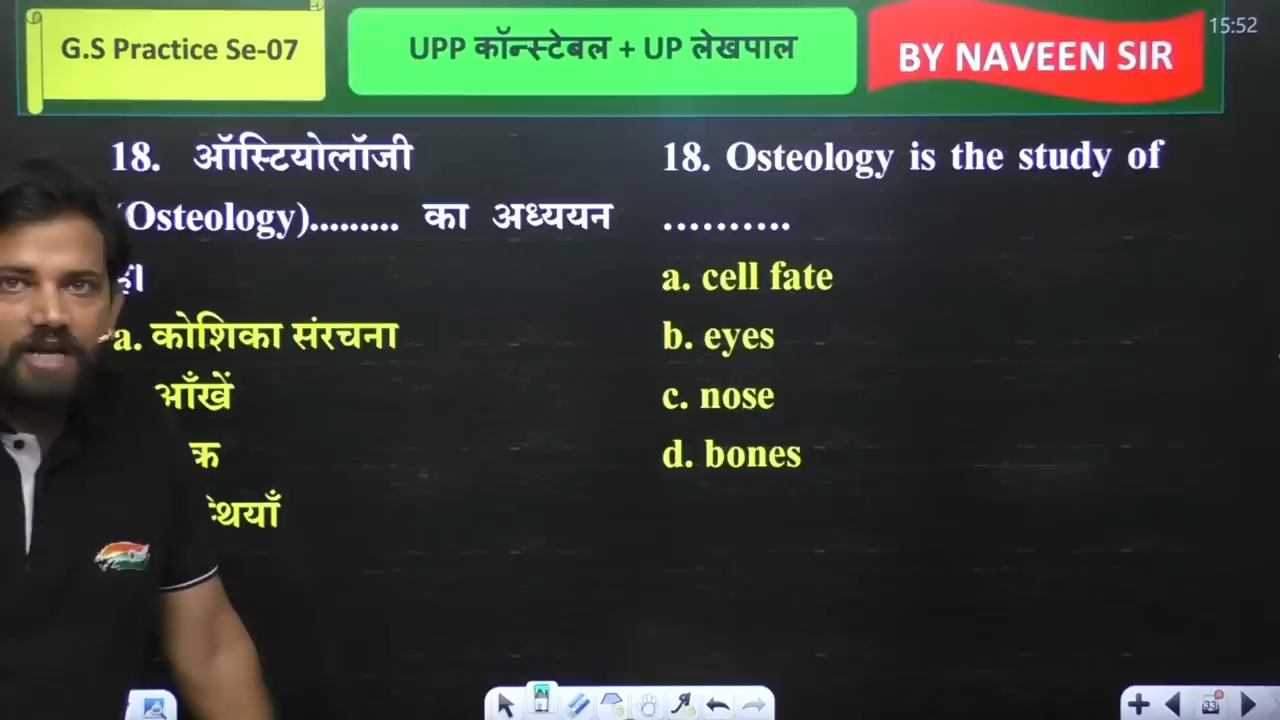 G.S Practice Se-07
UPP कॉन्स्टेबल + UP लेखपाल
BY NAVEEN SIR
15:52
18. ऑस्टियोलॉजी
(Osteology)......... का अध्ययन
18. Osteology is the study of
..........
a. cell fate
b. eyes
c. nose
d. bones
a. कोशिका संरचना
आँखें
33